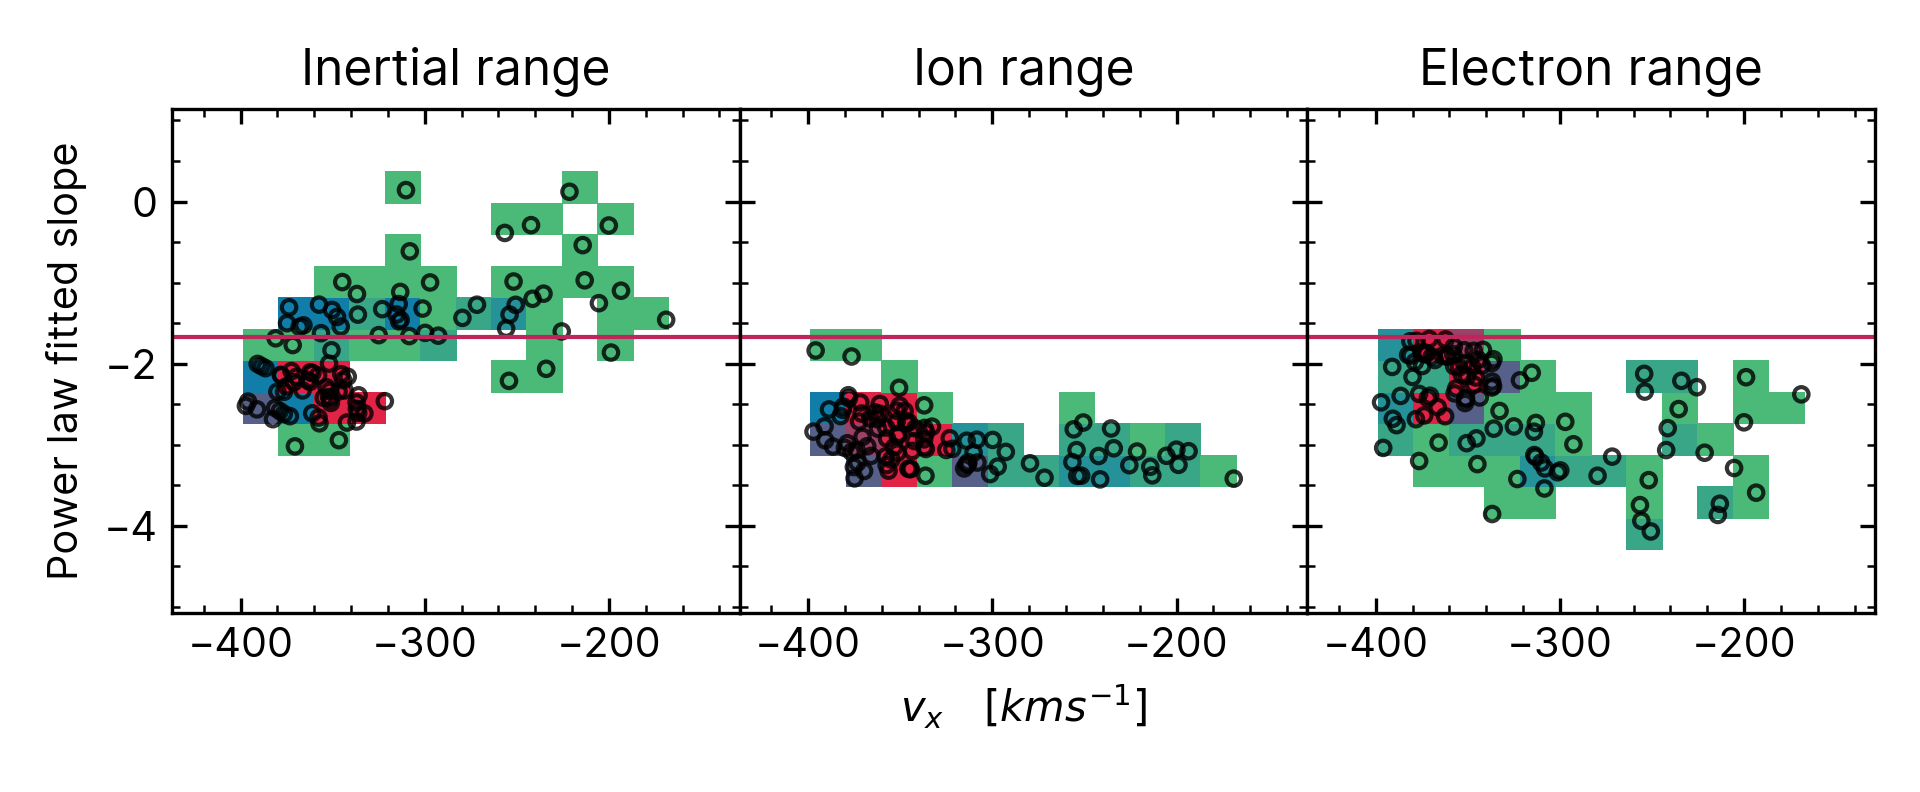 Inertial range Ion range Electron range
Power law fitted slope
0
−2
−4
−400 −300 −200 −400 −300 −200 −400 −300 −200
v_x [kms⁻¹]